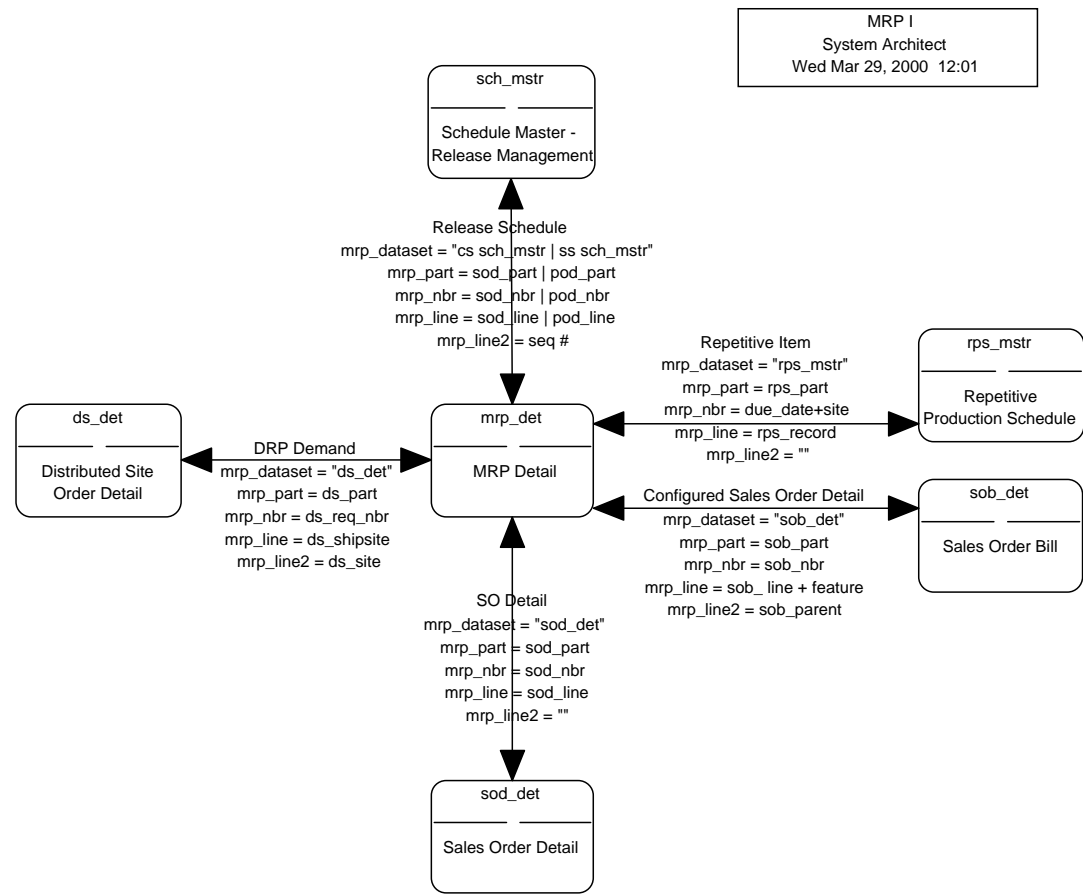 MRP I
System Architect
Wed Mar 29, 2000  12:01
sch_mstr
Schedule Master -
Release Management
Release Schedule
mrp_dataset = "cs sch_mstr | ss sch_mstr"
mrp_part = sod_part | pod_part
mrp_nbr = sod_nbr | pod_nbr
mrp_line = sod_line | pod_line
mrp_line2 = seq #
Repetitive Item
mrp_dataset = "rps_mstr"
mrp_part = rps_part
mrp_nbr = due_date+site
mrp_line = rps_record
mrp_line2 = ""
rps_mstr
Repetitive
Production Schedule
ds_det
Distributed Site
Order Detail
DRP Demand
mrp_dataset = "ds_det"
mrp_part = ds_part
mrp_nbr = ds_req_nbr
mrp_line = ds_shipsite
mrp_line2 = ds_site
mrp_det
MRP Detail
Configured Sales Order Detail
mrp_dataset = "sob_det"
mrp_part = sob_part
mrp_nbr = sob_nbr
mrp_line = sob_ line + feature
mrp_line2 = sob_parent
sob_det
Sales Order Bill
SO Detail
mrp_dataset = "sod_det"
mrp_part = sod_part
mrp_nbr = sod_nbr
mrp_line = sod_line
mrp_line2 = ""
sod_det
Sales Order Detail